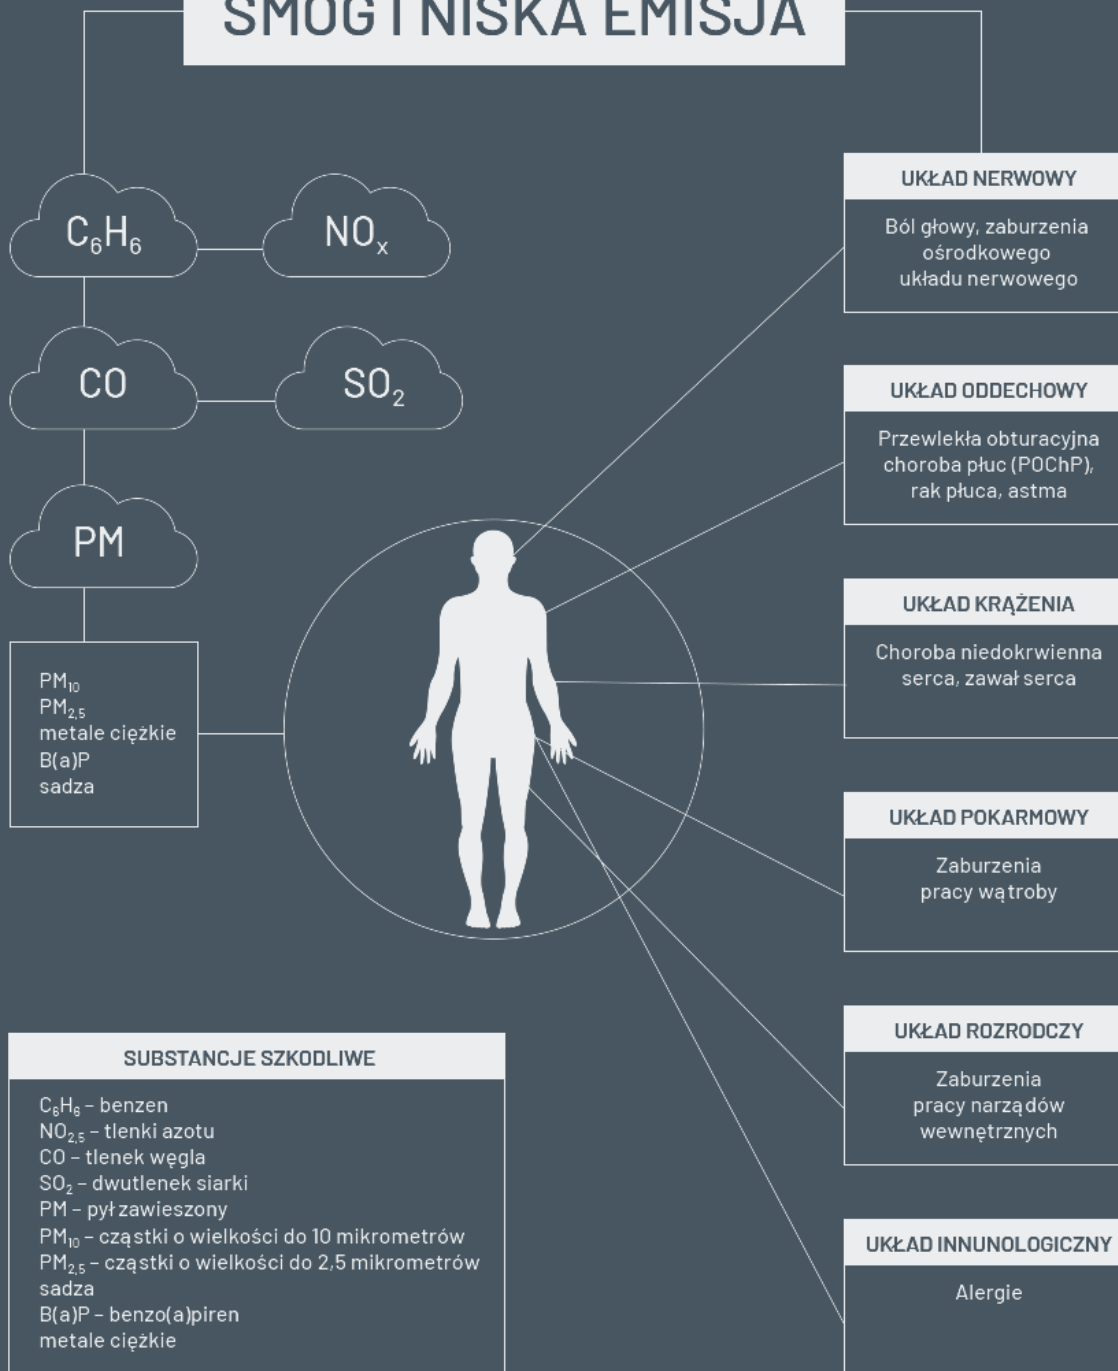 SMOG I NISKA EMISJA
C₆H₆
NOₓ
CO
SO₂
PM
PM₁₀
PM₂,₅
metale ciężkie
B(a)P
sadza
UKŁAD NERWOWY
Ból głowy, zaburzenia
ośrodkowego
układu nerwowego
UKŁAD ODDECHOWY
Przewlekła obturacyjna
choroba płuc (POChP),
rak płuca, astma
UKŁAD KRĄŻENIA
Choroba niedokrwienna
serca, zawał serca
UKŁAD POKARMOWY
Zaburzenia
pracy wątroby
UKŁAD ROZRODCZY
Zaburzenia
pracy narządów
wewnętrznych
UKŁAD INNUNOLOGICZNY
Alergie
SUBSTANCJE SZKODLIWE
C₆H₆ – benzen
NO₂,₅ – tlenki azotu
CO – tlenek węgla
SO₂ – dwutlenek siarki
PM – pył zawieszony
PM₁₀ – cząstki o wielkości do 10 mikrometrów
PM₂,₅ – cząstki o wielkości do 2,5 mikrometrów
sadza
B(a)P – benzo(a)piren
metale ciężkie